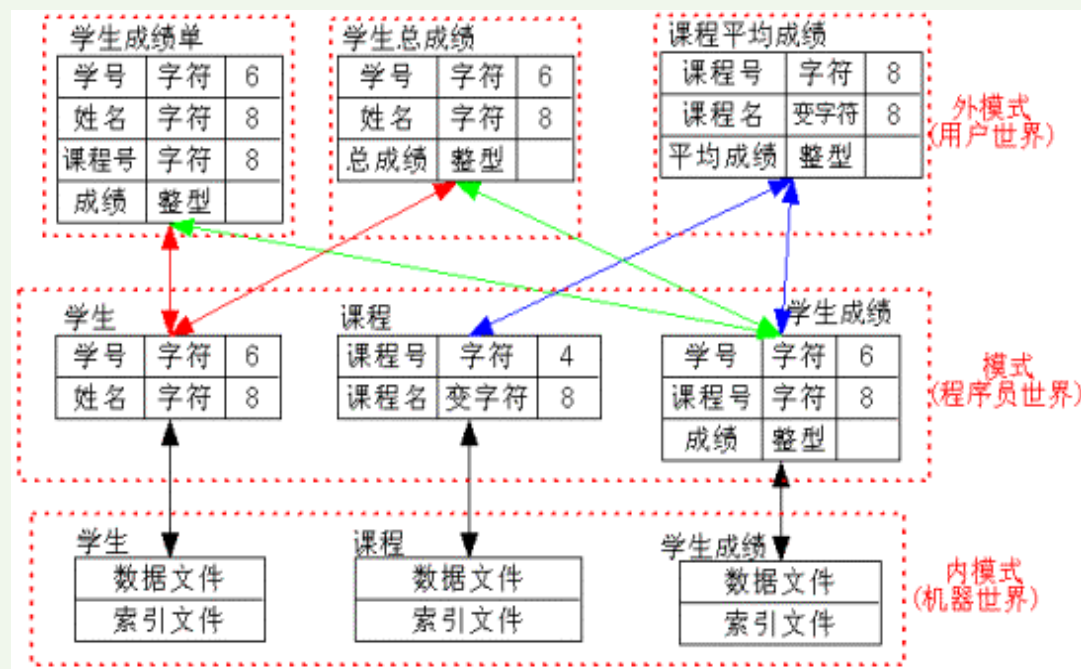 学生成绩单
学号 字符 6
姓名 字符 8
课程号 字符 8
成绩 整型
学生总成绩
学号 字符 6
姓名 字符 8
总成绩 整型
课程平均成绩
课程号 字符 8
课程名 变字符 8
平均成绩 整型
外模式
(用户世界)
学生
学号 字符 6
姓名 字符 8
课程
课程号 字符 4
课程名 变字符 8
学生成绩
学号 字符 6
课程号 字符 8
成绩 整型
模式
(程序员世界)
学生
数据文件
索引文件
课程
数据文件
索引文件
学生成绩
数据文件
索引文件
内模式
(机器世界)